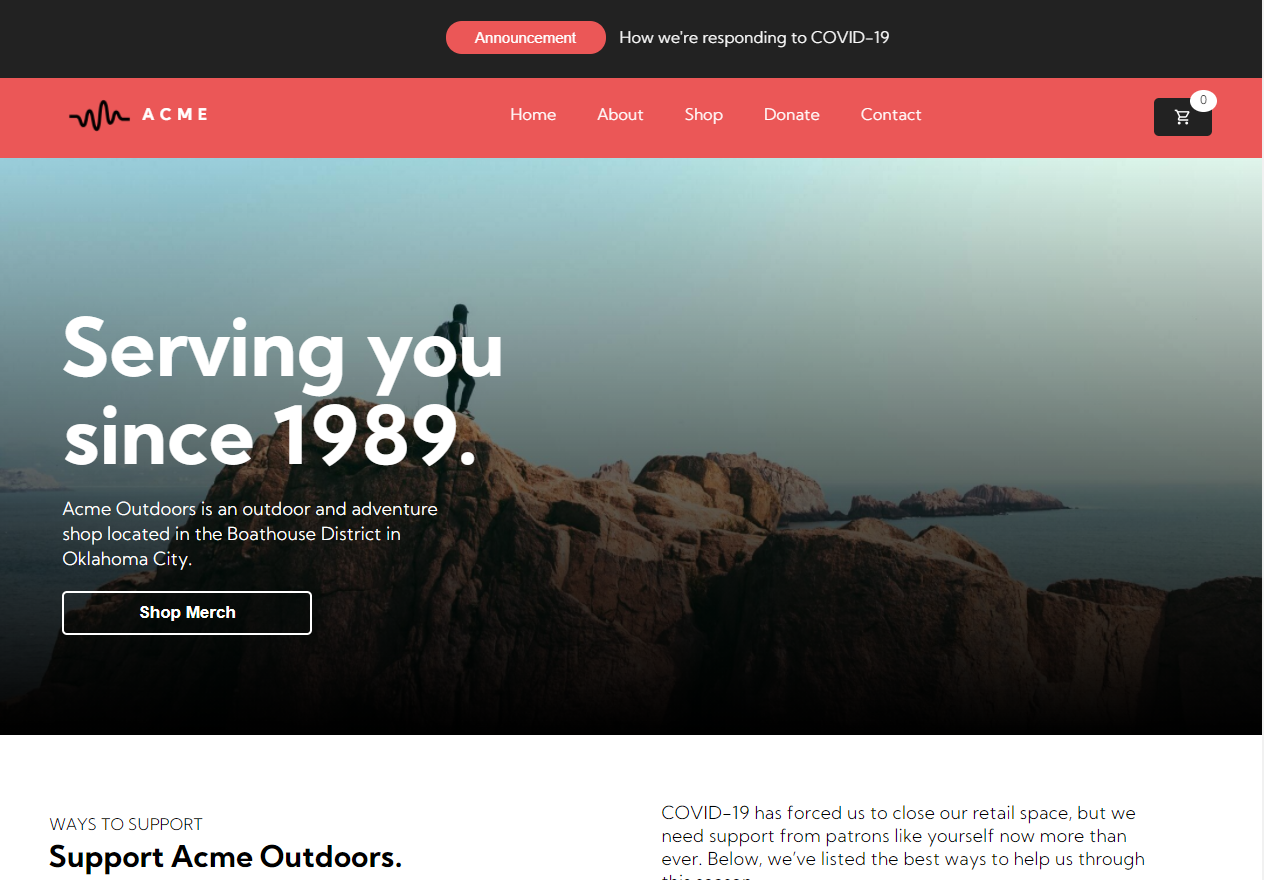 Announcement How we're responding to COVID-19
ACME Home About Shop Donate Contact 0
Serving you
since 1989.
Acme Outdoors is an outdoor and adventure
shop located in the Boathouse District in
Oklahoma City.
Shop Merch
WAYS TO SUPPORT
Support Acme Outdoors.
COVID-19 has forced us to close our retail space, but we
need support from patrons like yourself now more than
ever. Below, we've listed the best ways to help us through
this season